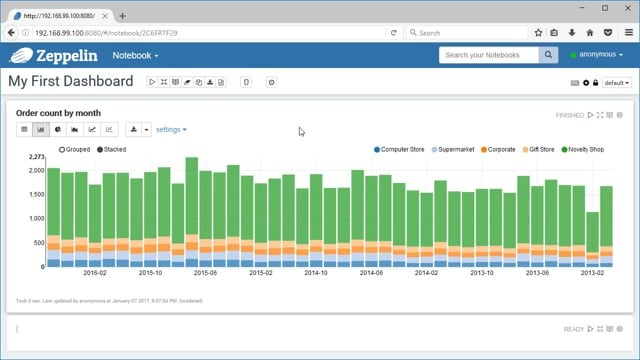 http://192.168.99.100:8080/
192.168.99.100:8080/#/notebook/2C6FR7F29
Search
Zeppelin
Notebook
Search your Notebooks
anonymous
My First Dashboard
default
Order count by month
FINISHED
settings
Grouped
Stacked
Computer Store
Supermarket
Corporate
Gift Store
Novelty Shop
2,273
2,000
1,500
1,000
500
0
2016-02
2015-10
2015-06
2015-02
2014-10
2014-06
2014-02
2013-10
2013-06
2013-02
Took 0 sec. Last updated by anonymous at January 07 2017, 9:07:04 PM. (outdated)
READY